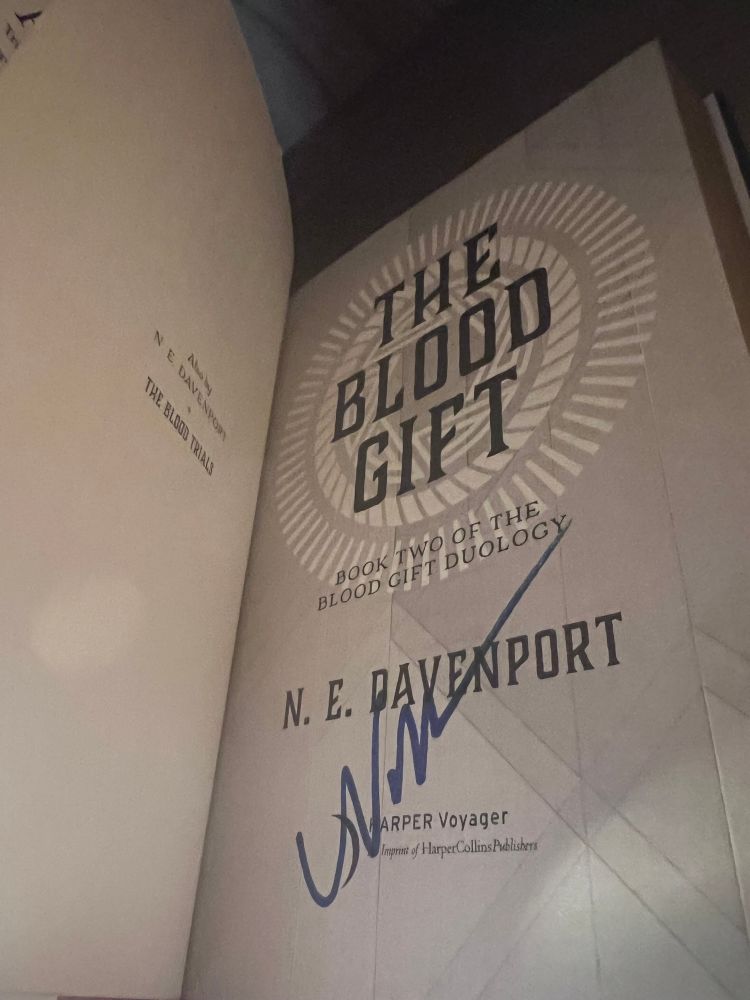 Also by
N. E. DAVENPORT
THE BLOOD TRIALS
THE
BLOOD
GIFT
BOOK TWO OF THE
BLOOD GIFT DUOLOGY
N. E. DAVENPORT
HARPER Voyager
Imprint of HarperCollinsPublishers